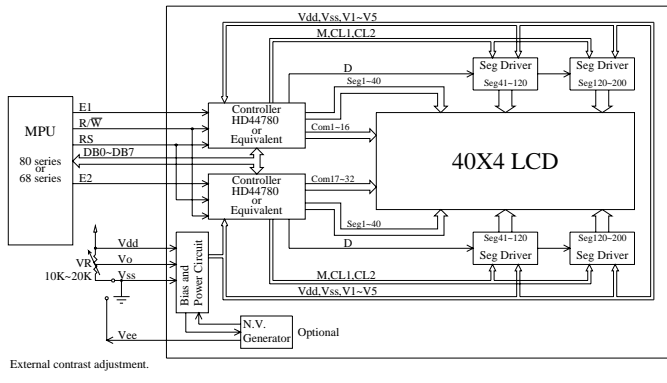 Vdd,Vss,V1~V5
M,CL1,CL2
D
Seg1~40
Seg Driver
Seg41~120
Seg Driver
Seg120~200
MPU
80 series
or
68 series
E1
R/W
RS
DB0~DB7
E2
Controller
HD44780
or
Equivalent
Com1~16
40X4 LCD
Controller
HD44780
or
Equivalent
Com17~32
Seg1~40
D
Seg41~120
Seg Driver
Seg120~200
Seg Driver
M,CL1,CL2
Vdd,Vss,V1~V5
Vdd
VR
Vo
10K~20K
Vss
Bias and
Power Circuit
Vee
N.V.
Generator
Optional
External contrast adjustment.